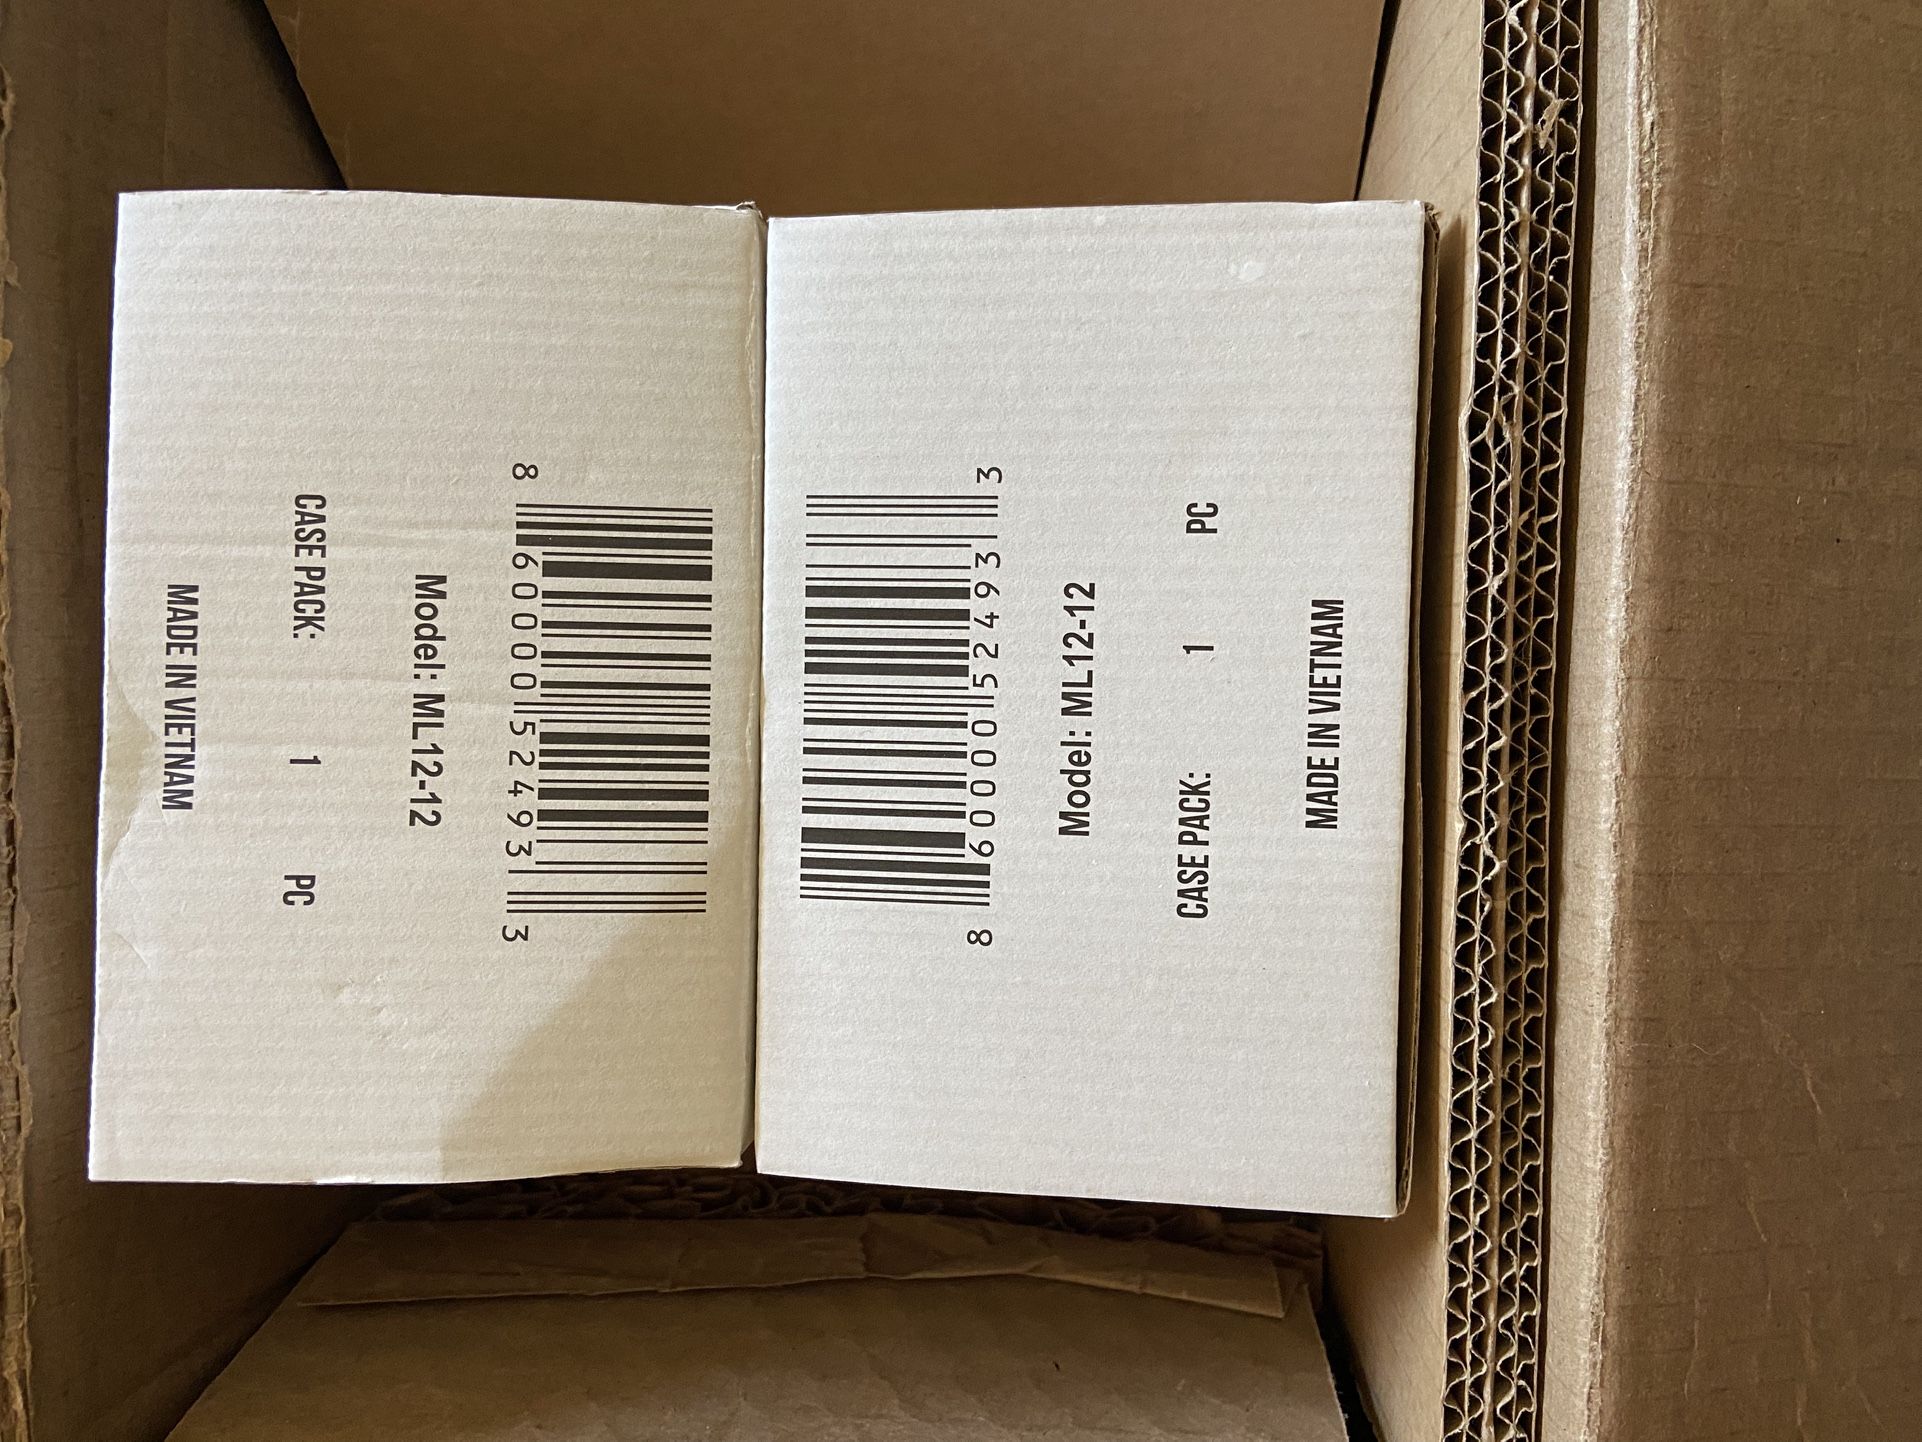 8 60000 52493 3
Model: ML12-12
CASE PACK: 1 PC
MADE IN VIETNAM
8 60000 52493 3
Model: ML12-12
CASE PACK: 1 PC
MADE IN VIETNAM